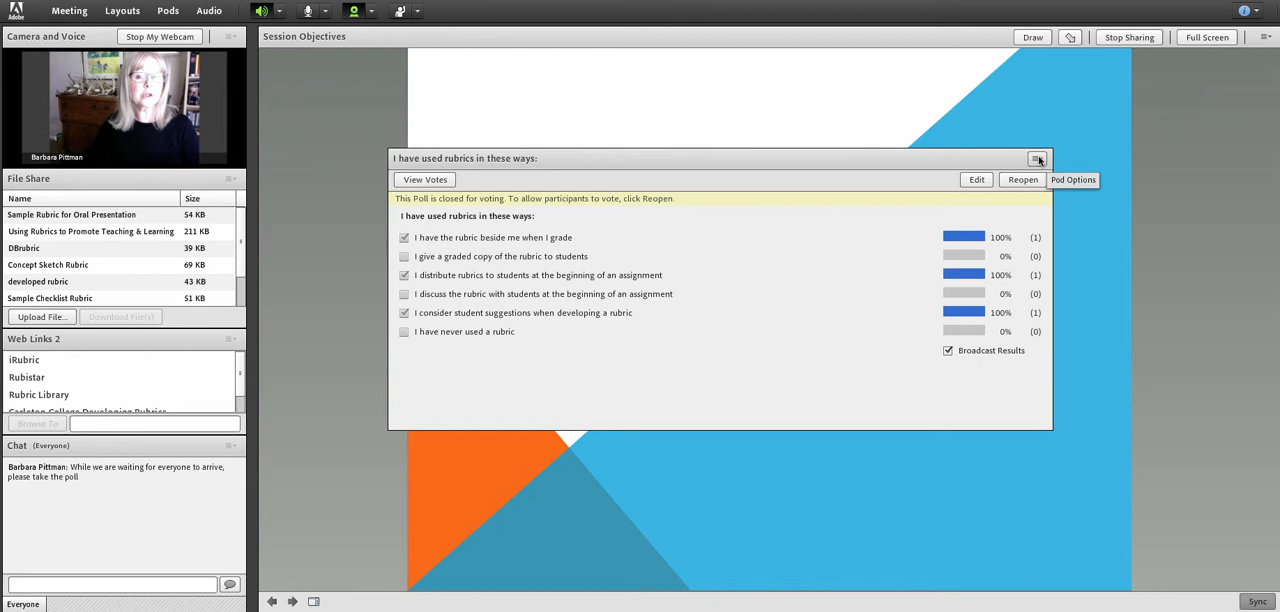 Adobe
Meeting Layouts Pods Audio
Camera and Voice Stop My Webcam
Barbara Pittman
File Share
Name Size
Sample Rubric for Oral Presentation 54 KB
Using Rubrics to Promote Teaching & Learning 211 KB
DBrubric 39 KB
Concept Sketch Rubric 69 KB
developed rubric 43 KB
Sample Checklist Rubric 51 KB
Upload File... Download File(s)
Web Links 2
iRubric
Rubistar
Rubric Library
Carleton College Developing Rubrics
Browse To
Chat (Everyone)
Barbara Pittman: While we are waiting for everyone to arrive,
please take the poll
Everyone
Session Objectives Draw Stop Sharing Full Screen
I have used rubrics in these ways:
View Votes Edit Reopen Pod Options
This Poll is closed for voting. To allow participants to vote, click Reopen.
I have used rubrics in these ways:
I have the rubric beside me when I grade 100% (1)
I give a graded copy of the rubric to students 0% (0)
I distribute rubrics to students at the beginning of an assignment 100% (1)
I discuss the rubric with students at the beginning of an assignment 0% (0)
I consider student suggestions when developing a rubric 100% (1)
I have never used a rubric 0% (0)
Broadcast Results
Sync